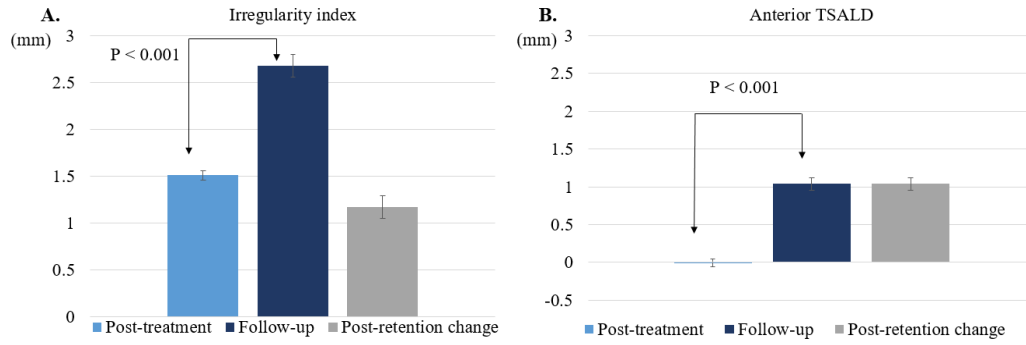 A.
Irregularity index
(mm)
3
2.5
2
1.5
1
0.5
0
P < 0.001
Post-treatment
Follow-up
Post-retention change
B.
Anterior TSALD
(mm)
3
2.5
2
1.5
1
0.5
0
-0.5
P < 0.001
Post-treatment
Follow-up
Post-retention change